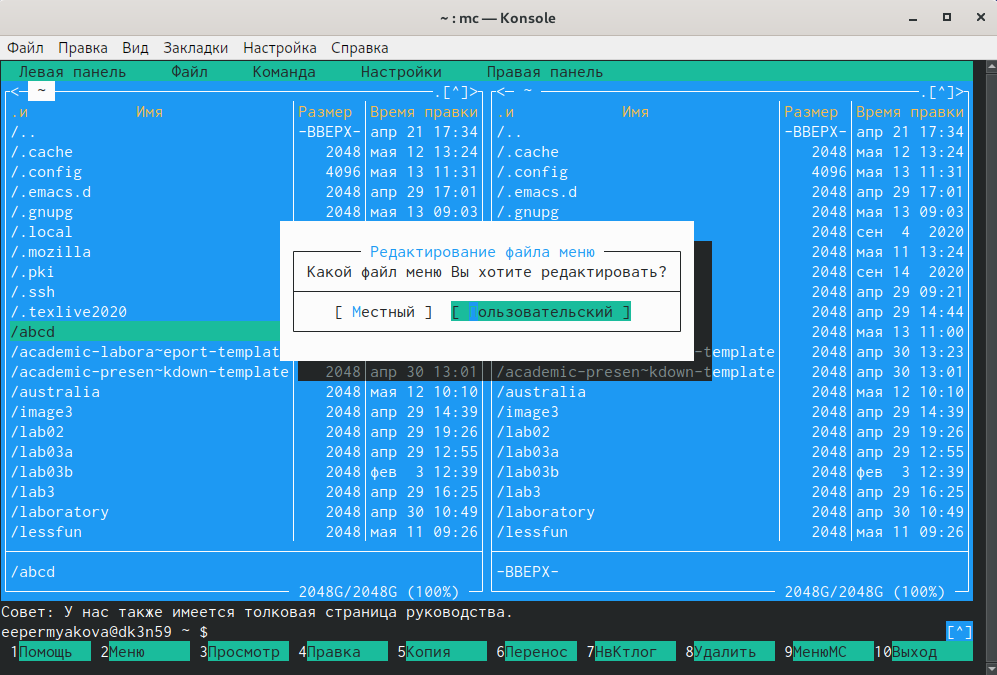 ~ : mc — Konsole
Файл Правка Вид Закладки Настройка Справка
Левая панель Файл Команда Настройки Правая панель
<─ ~ .[^]> <─ ~ .[^]>
.и Имя Размер Время правки .и Имя Размер Время правки
/.. -ВВЕРХ- апр 21 17:34 /.. -ВВЕРХ- апр 21 17:34
/.cache 2048 мая 12 13:24 /.cache 2048 мая 12 13:24
/.config 4096 мая 13 11:31 /.config 4096 мая 13 11:31
/.emacs.d 2048 апр 29 17:01 /.emacs.d 2048 апр 29 17:01
/.gnupg 2048 мая 13 09:03 /.gnupg 2048 мая 13 09:03
/.local 2048 сен 4 2020
/.mozilla Редактирование файла меню 2048 мая 11 13:24
/.pki Какой файл меню Вы хотите редактировать? 2048 сен 14 2020
/.ssh 2048 апр 29 09:21
/.texlive2020 [ Местный ] [ Пользовательский ] 2048 апр 29 14:44
/abcd 2048 мая 13 11:00
/academic-labora~eport-templat -template 2048 апр 30 13:23
/academic-presen~kdown-template 2048 апр 30 13:01 /academic-presen~kdown-template 2048 апр 30 13:01
/australia 2048 мая 12 10:10 /australia 2048 мая 12 10:10
/image3 2048 апр 29 14:39 /image3 2048 апр 29 14:39
/lab02 2048 апр 29 19:26 /lab02 2048 апр 29 19:26
/lab03a 2048 апр 29 12:55 /lab03a 2048 апр 29 12:55
/lab03b 2048 фев 3 12:39 /lab03b 2048 фев 3 12:39
/lab3 2048 апр 29 16:25 /lab3 2048 апр 29 16:25
/laboratory 2048 апр 30 10:49 /laboratory 2048 апр 30 10:49
/lessfun 2048 мая 11 09:26 /lessfun 2048 мая 11 09:26
/abcd -ВВЕРХ-
2048G/2048G (100%) 2048G/2048G (100%)
Совет: У нас также имеется толковая страница руководства.
eepermyakova@dk3n59 ~ $ [^]
1Помощь 2Меню 3Просмотр 4Правка 5Копия 6Перенос 7НвКтлог 8Удалить 9МенюMC 10Выход